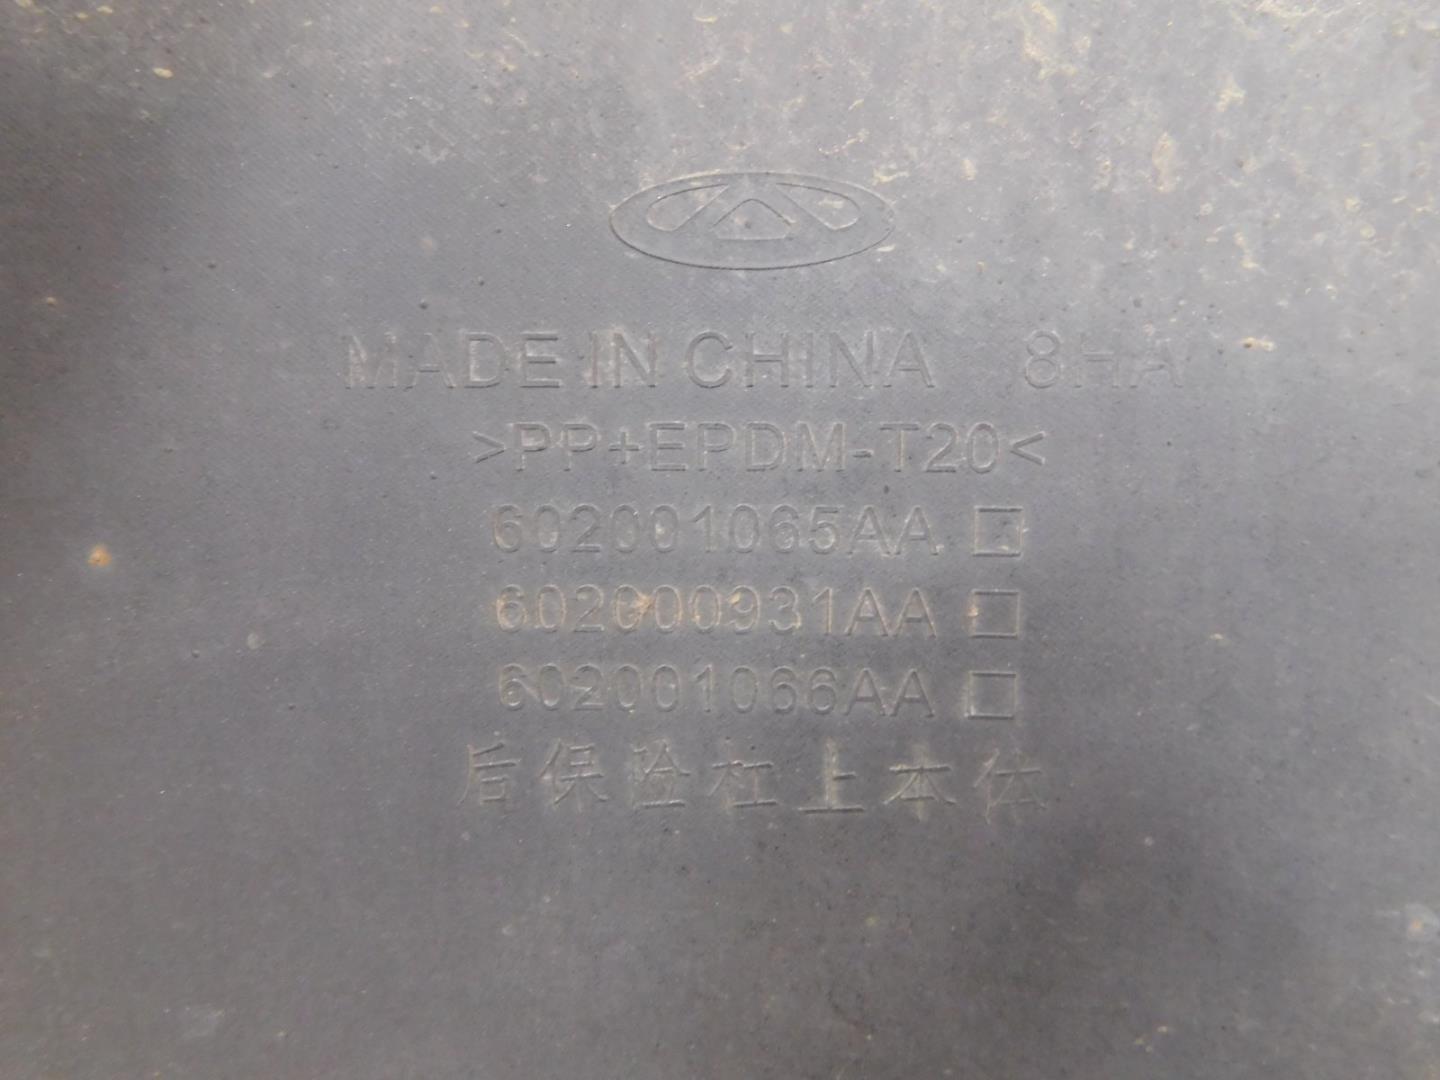 MADE IN CHINA 8HA
>PP+EPDM-T20<
602001065AA □
602000931AA □
602001066AA □
后保险杠上本体